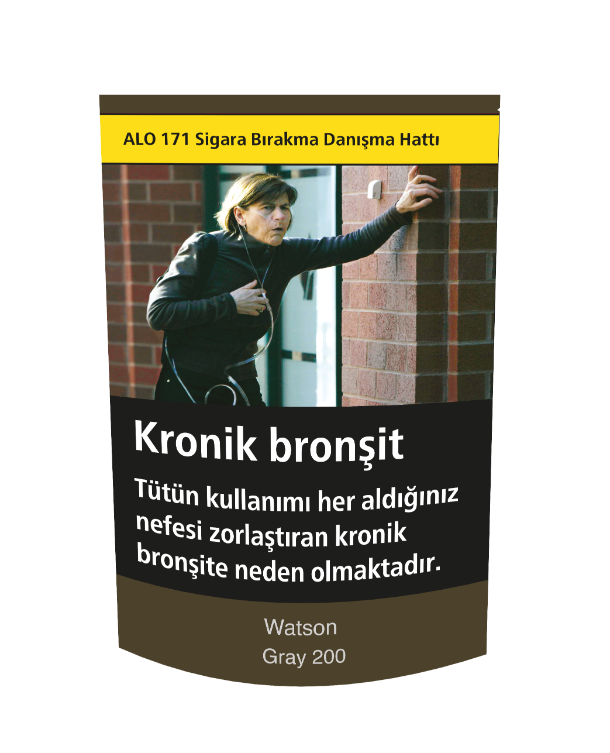 ALO 171 Sigara Bırakma Danışma Hattı
Kronik bronşit
Tütün kullanımı her aldığınız
nefesi zorlaştıran kronik
bronşite neden olmaktadır.
Watson
Gray 200